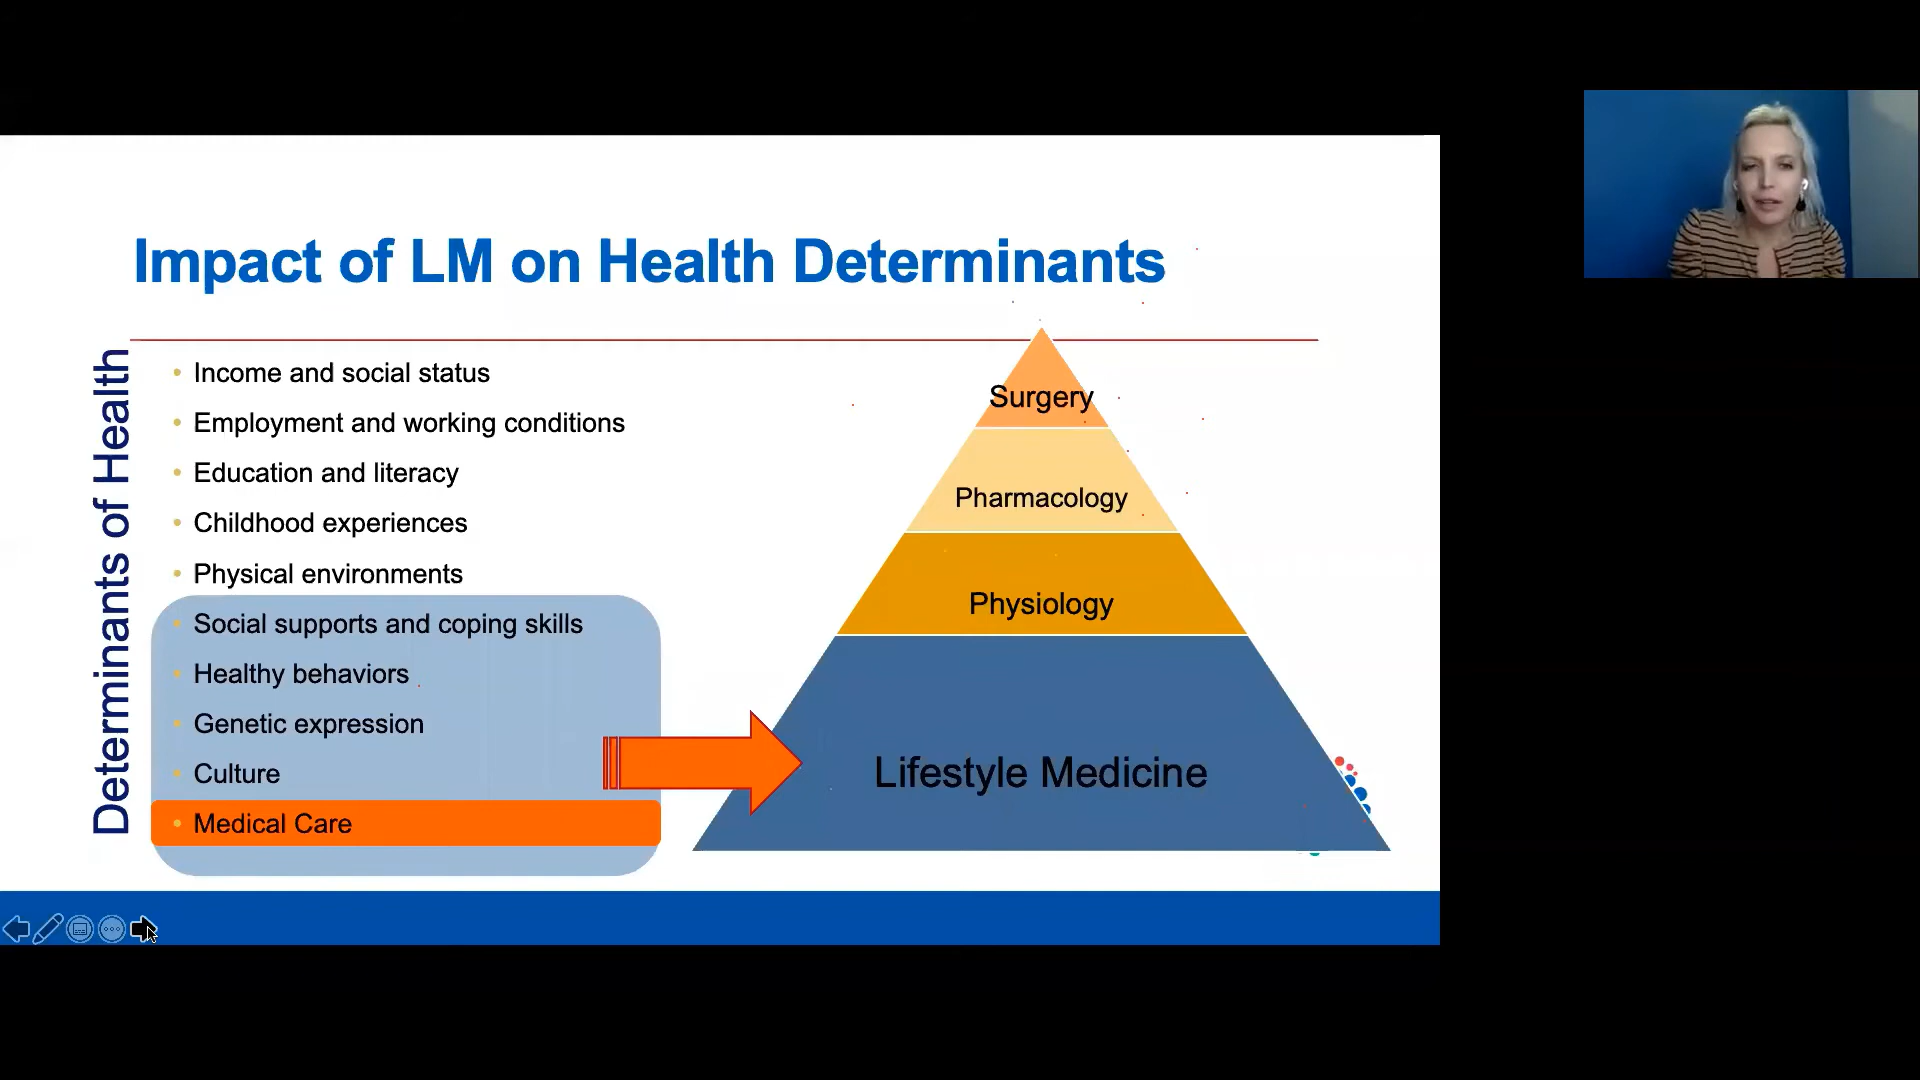 Impact of LM on Health Determinants
Determinants of Health
• Income and social status
• Employment and working conditions
• Education and literacy
• Childhood experiences
• Physical environments
• Social supports and coping skills
• Healthy behaviors
• Genetic expression
• Culture
• Medical Care
Surgery
Pharmacology
Physiology
Lifestyle Medicine